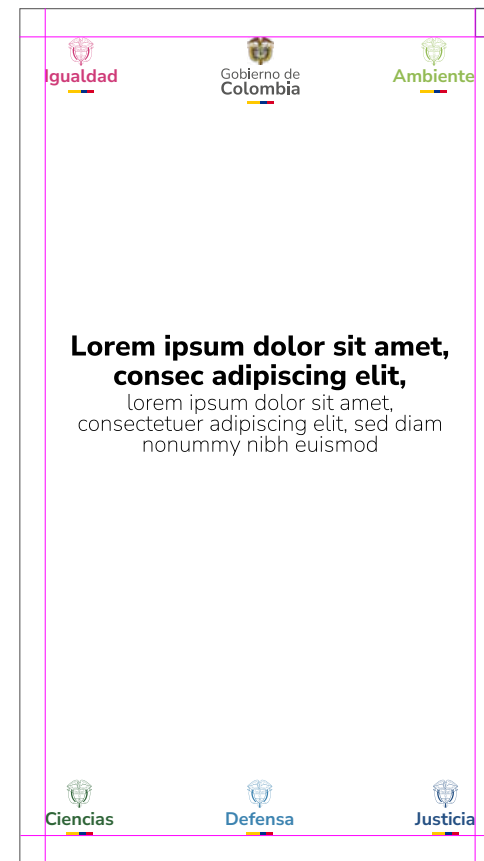 Igualdad
Gobierno de
Colombia
Ambiente
Lorem ipsum dolor sit amet,
consec adipiscing elit,
lorem ipsum dolor sit amet,
consectetuer adipiscing elit, sed diam
nonummy nibh euismod
Ciencias
Defensa
Justicia